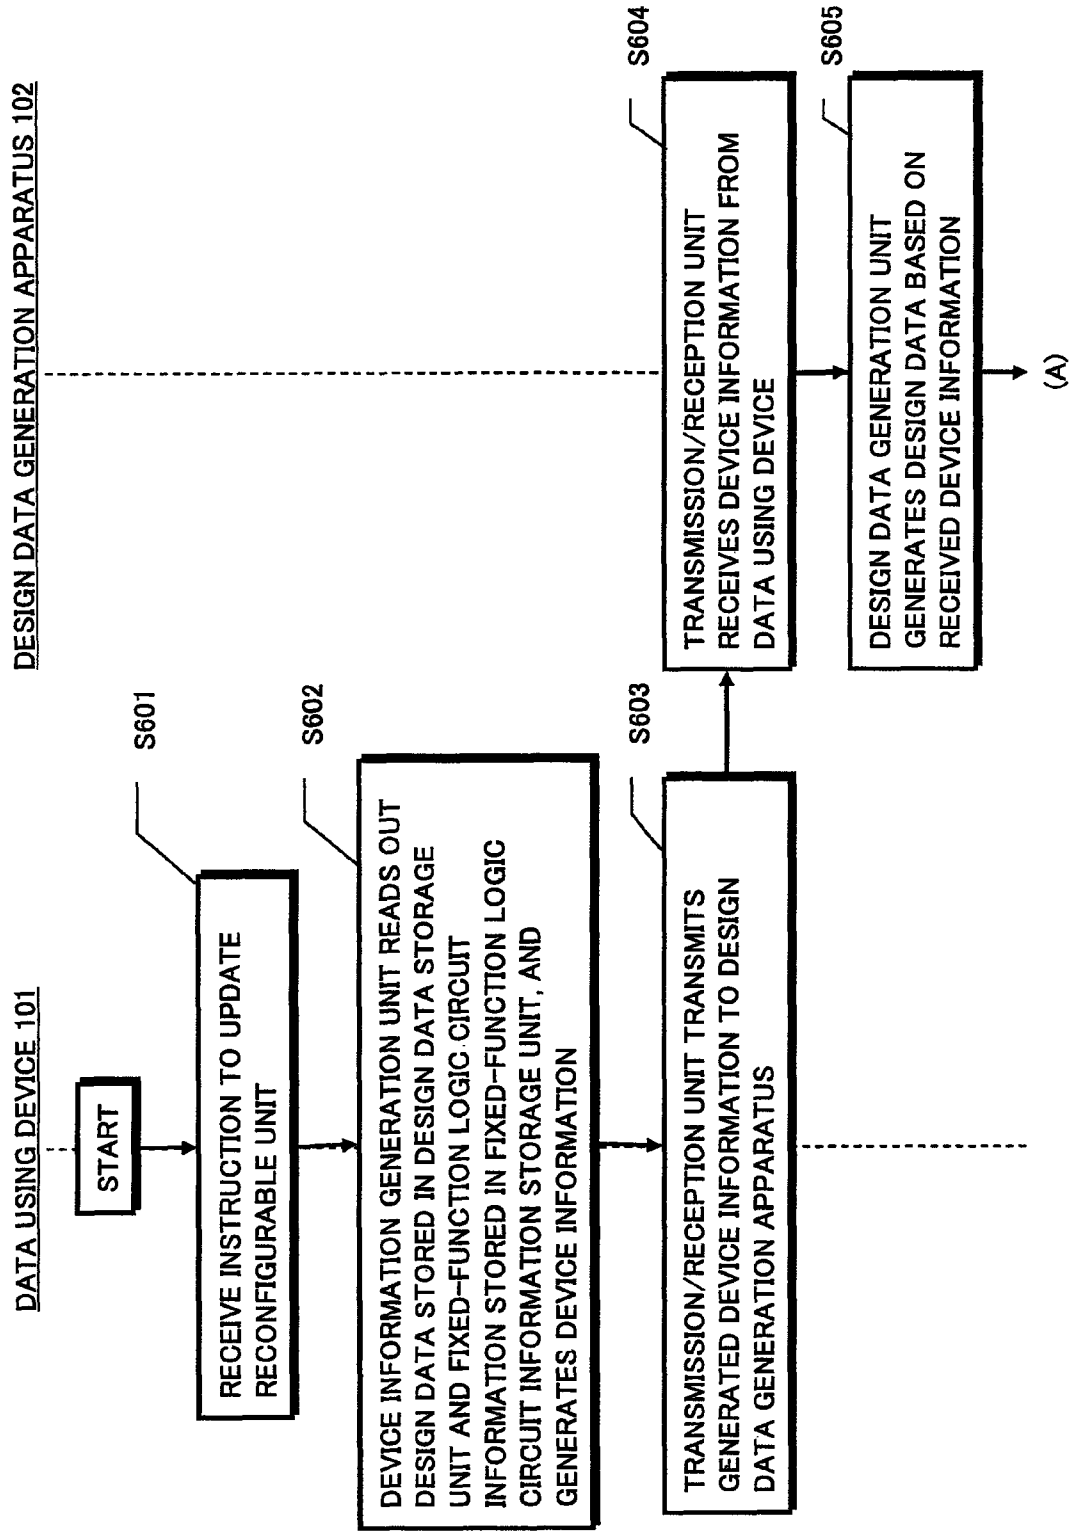 DATA USING DEVICE 101
DESIGN DATA GENERATION APPARATUS 102
START
S601
RECEIVE INSTRUCTION TO UPDATE
RECONFIGURABLE UNIT
S602
DEVICE INFORMATION GENERATION UNIT READS OUT
DESIGN DATA STORED IN DESIGN DATA STORAGE
UNIT AND FIXED-FUNCTION LOGIC CIRCUIT
INFORMATION STORED IN FIXED-FUNCTION LOGIC
CIRCUIT INFORMATION STORAGE UNIT, AND
GENERATES DEVICE INFORMATION
S603
TRANSMISSION/RECEPTION UNIT TRANSMITS
GENERATED DEVICE INFORMATION TO DESIGN
DATA GENERATION APPARATUS
S604
TRANSMISSION/RECEPTION UNIT
RECEIVES DEVICE INFORMATION FROM
DATA USING DEVICE
S605
DESIGN DATA GENERATION UNIT
GENERATES DESIGN DATA BASED ON
RECEIVED DEVICE INFORMATION
(A)